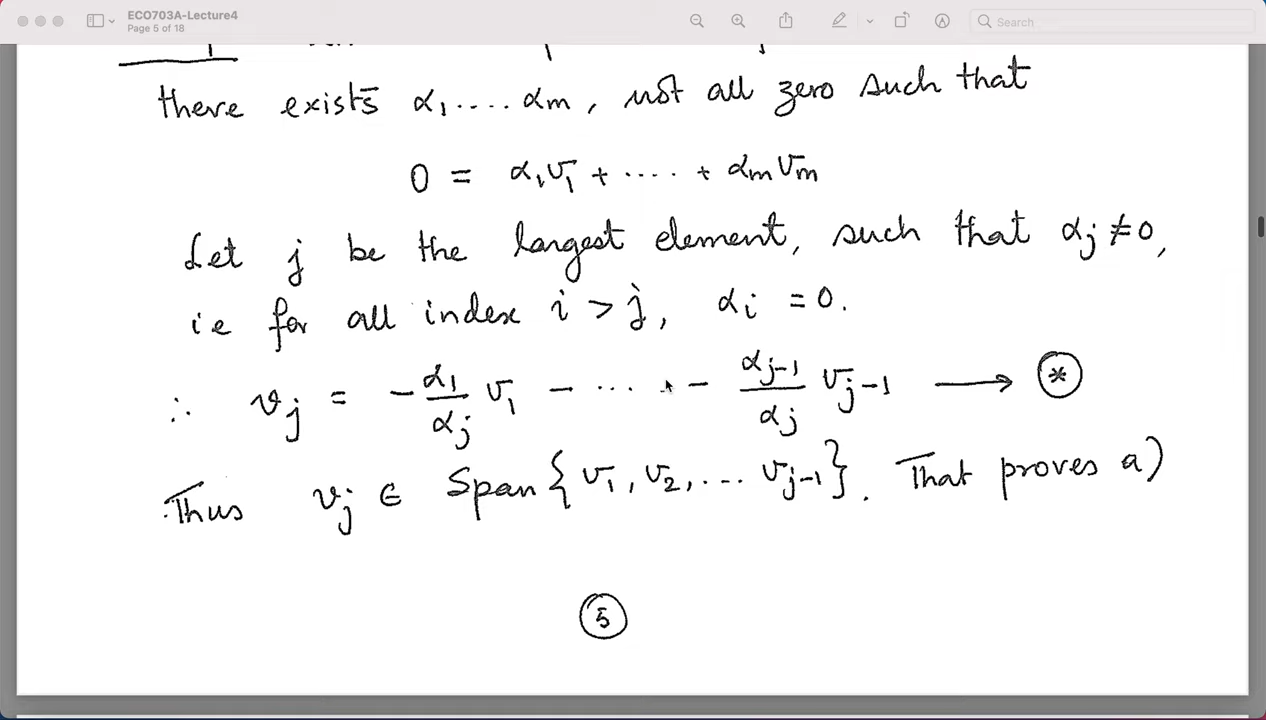 ECO703A-Lecture4
Page 5 of 18
Search
there exists α1 .... αm, not all zero such that
0 = α1v1 + .... + αmvm
Let j be the largest element, such that αj ≠ 0,
ie for all index i > j, αi = 0.
∴ vj = - α1/αj v1 - ... - αj-1/αj vj-1 → (*)
Thus vj ∈ Span {v1, v2, ... vj-1}. That proves a)
5